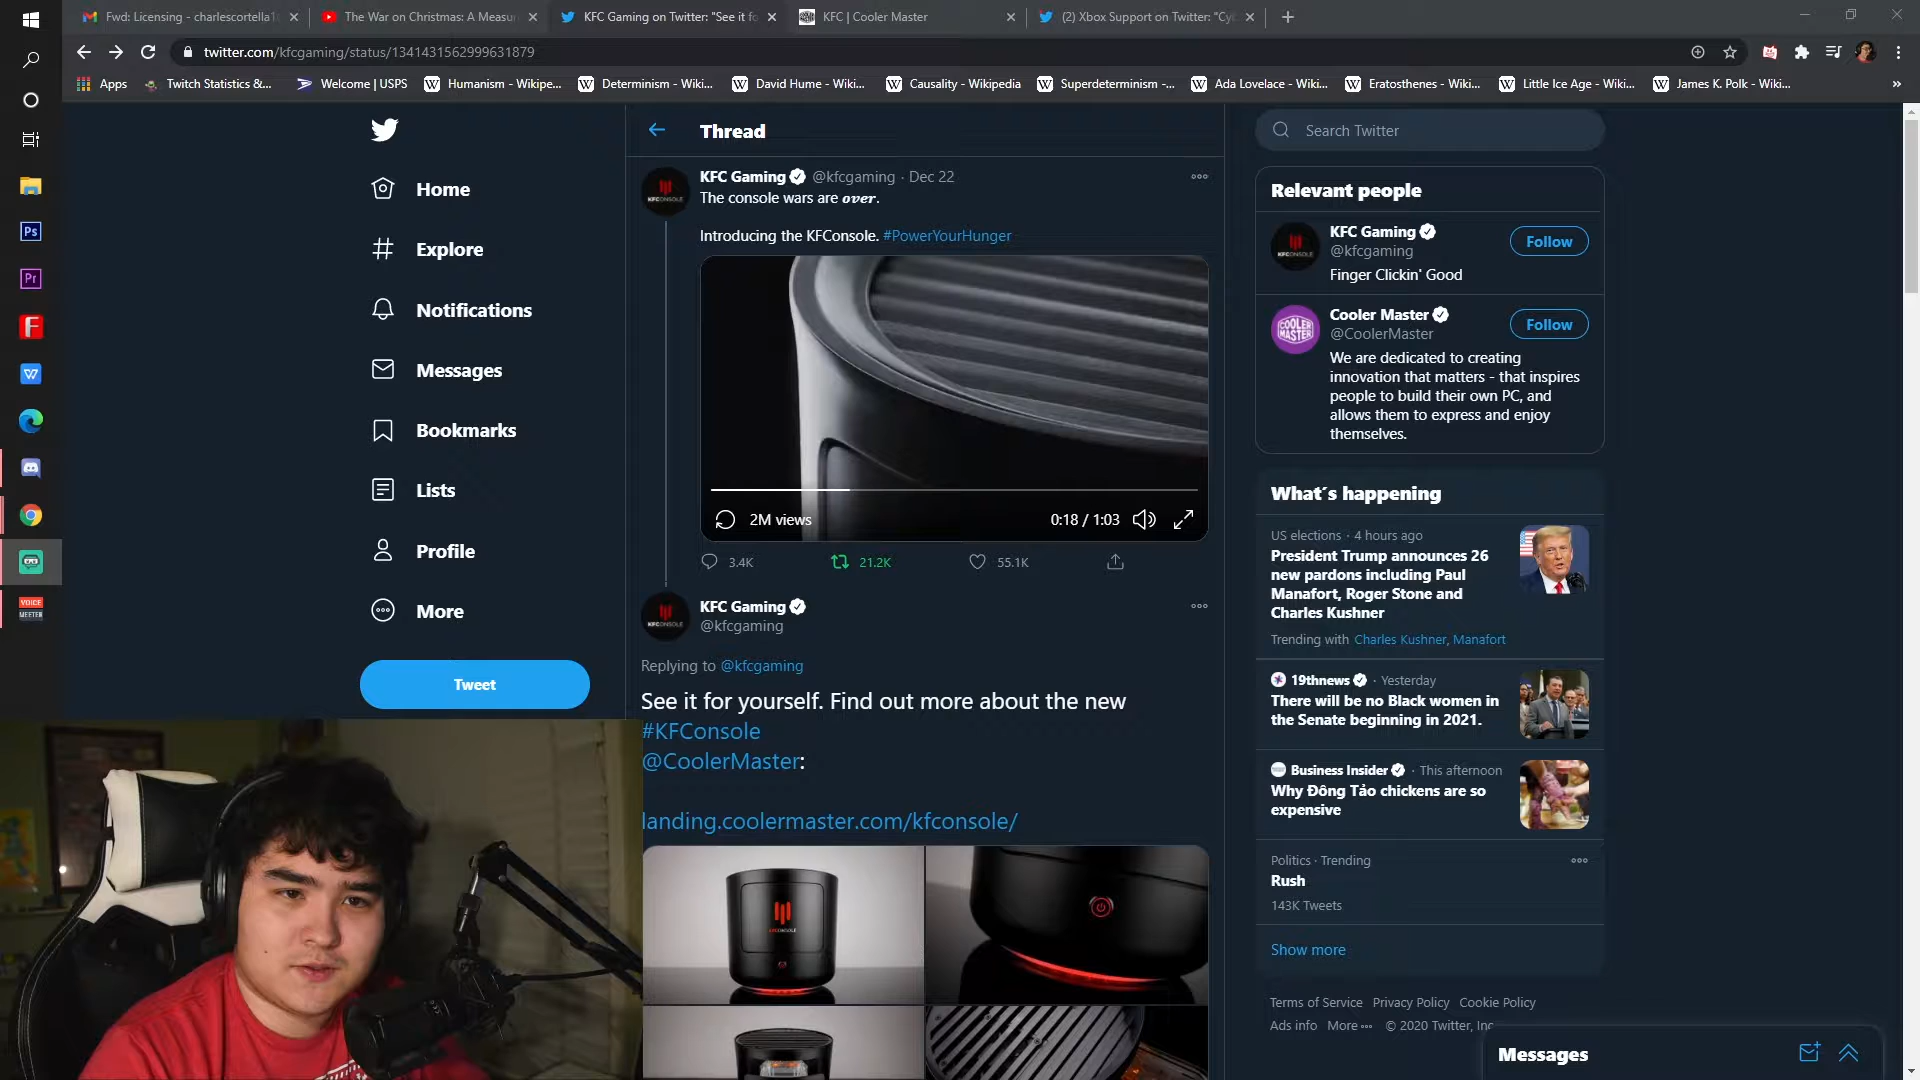 Fwd: Licensing - charlescortella1
The War on Christmas: A Measu
KFC Gaming on Twitter: "See it fo
KFC | Cooler Master
(2) Xbox Support on Twitter: "Cyb
twitter.com/kfcgaming/status/1341431562999631879
Apps
Twitch Statistics &...
Welcome | USPS
Humanism - Wikipe...
Determinism - Wiki...
David Hume - Wiki...
Causality - Wikipedia
Superdeterminism -...
Ada Lovelace - Wiki...
Eratosthenes - Wiki...
Little Ice Age - Wiki...
James K. Polk - Wiki...
Home
Explore
Notifications
Messages
Bookmarks
Lists
Profile
More
Tweet
Thread
KFC Gaming @kfcgaming · Dec 22
The console wars are over.
Introducing the KFConsole. #PowerYourHunger
2M views
0:18 / 1:03
3.4K
21.2K
55.1K
KFC Gaming
@kfcgaming
Replying to @kfcgaming
See it for yourself. Find out more about the new
#KFConsole
@CoolerMaster:
landing.coolermaster.com/kfconsole/
Search Twitter
Relevant people
KFC Gaming
@kfcgaming
Finger Clickin' Good
Follow
Cooler Master
@CoolerMaster
Follow
We are dedicated to creating
innovation that matters - that inspires
people to build their own PC, and
allows them to express and enjoy
themselves.
COOLER
MASTER
What's happening
US elections · 4 hours ago
President Trump announces 26
new pardons including Paul
Manafort, Roger Stone and
Charles Kushner
Trending with Charles Kushner, Manafort
19thnews · Yesterday
There will be no Black women in
the Senate beginning in 2021.
Business Insider · This afternoon
Why Đông Tảo chickens are so
expensive
Politics · Trending
Rush
143K Tweets
Show more
Terms of Service Privacy Policy Cookie Policy
Ads info More © 2020 Twitter, Inc
Messages
Ps
Pr
F
W
VOICE
MEETER
KFCONSOLE
KFCONSOLE
KFCONSOLE